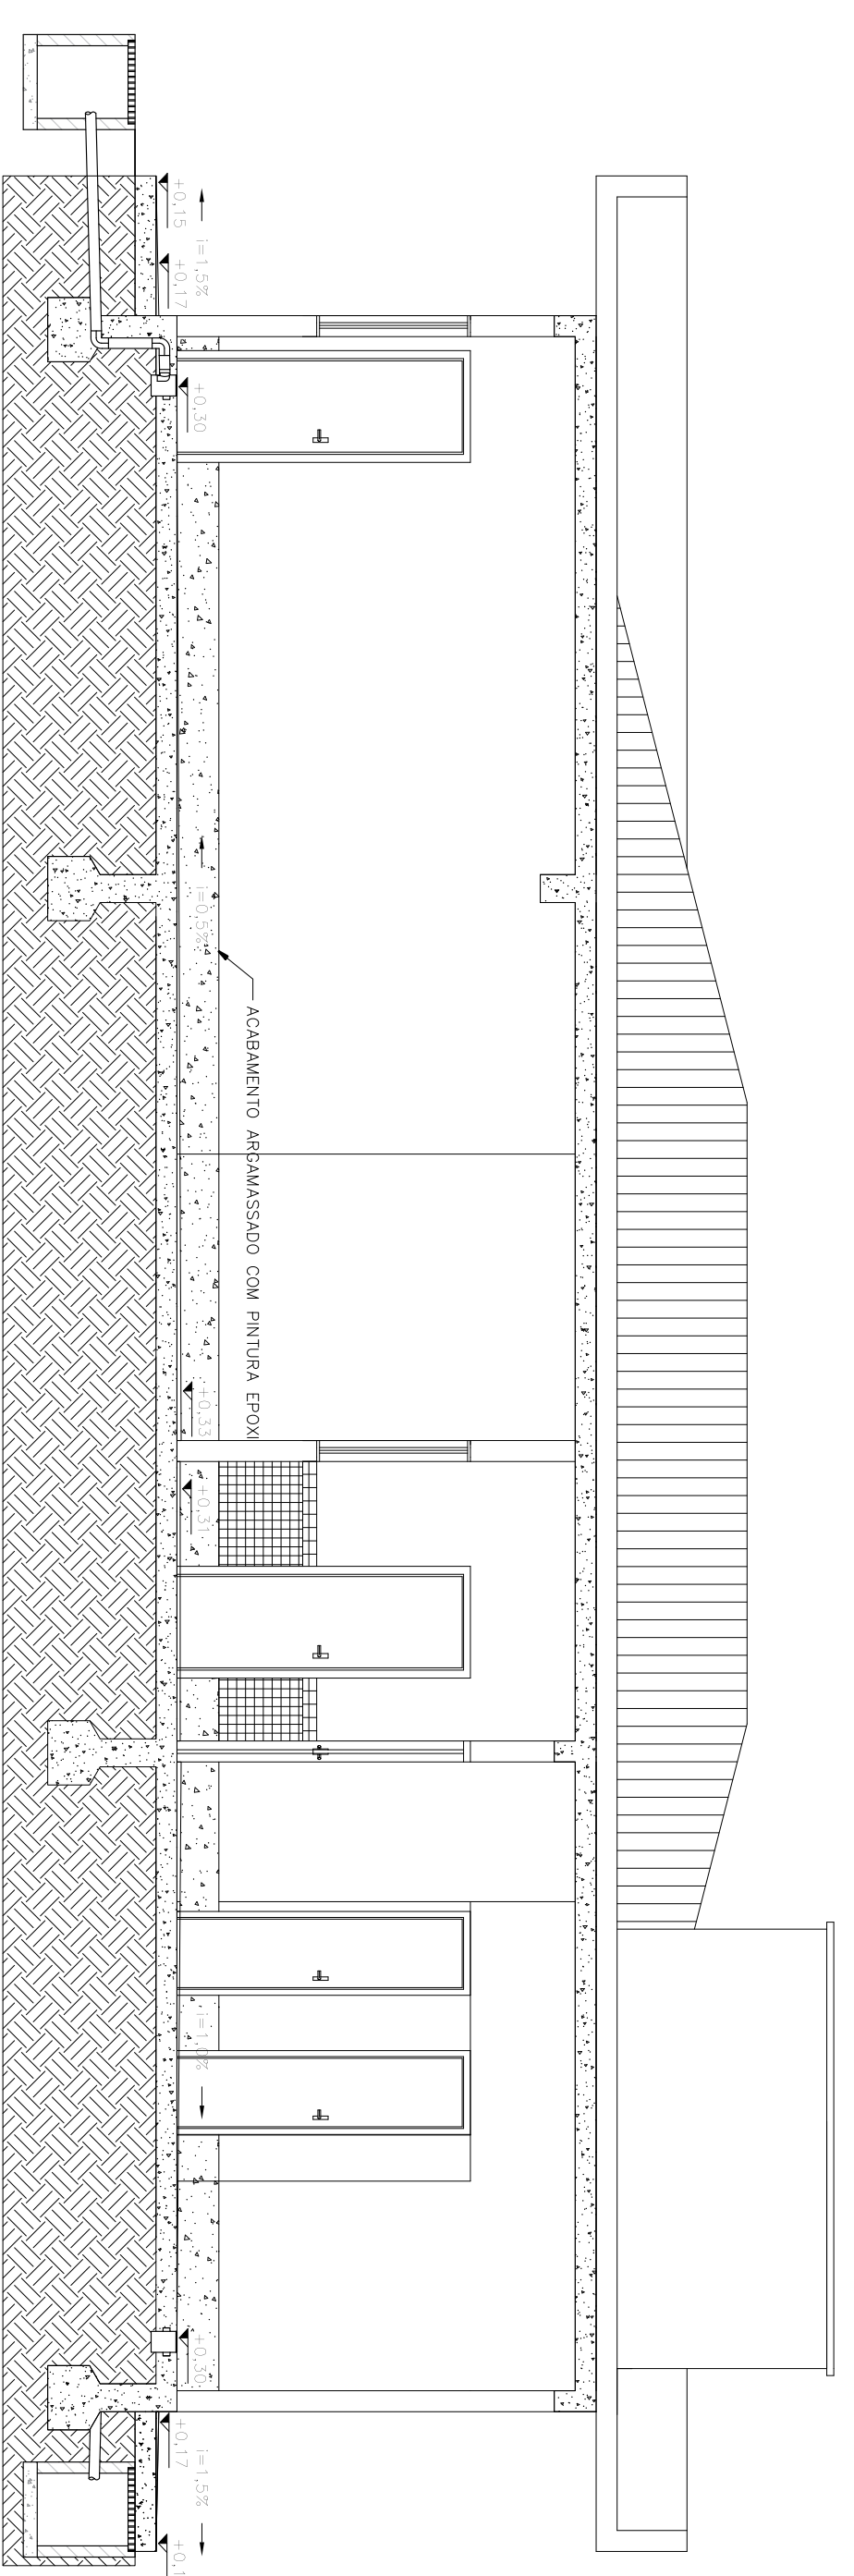 +0,15
i=1,5%
+0,17
+0,30
i=0,5%
ACABAMENTO ARGAMASSADO COM PINTURA EPOXI
+0,33
+0,31
i=1,0%
+0,30
+0,17
i=1,5%